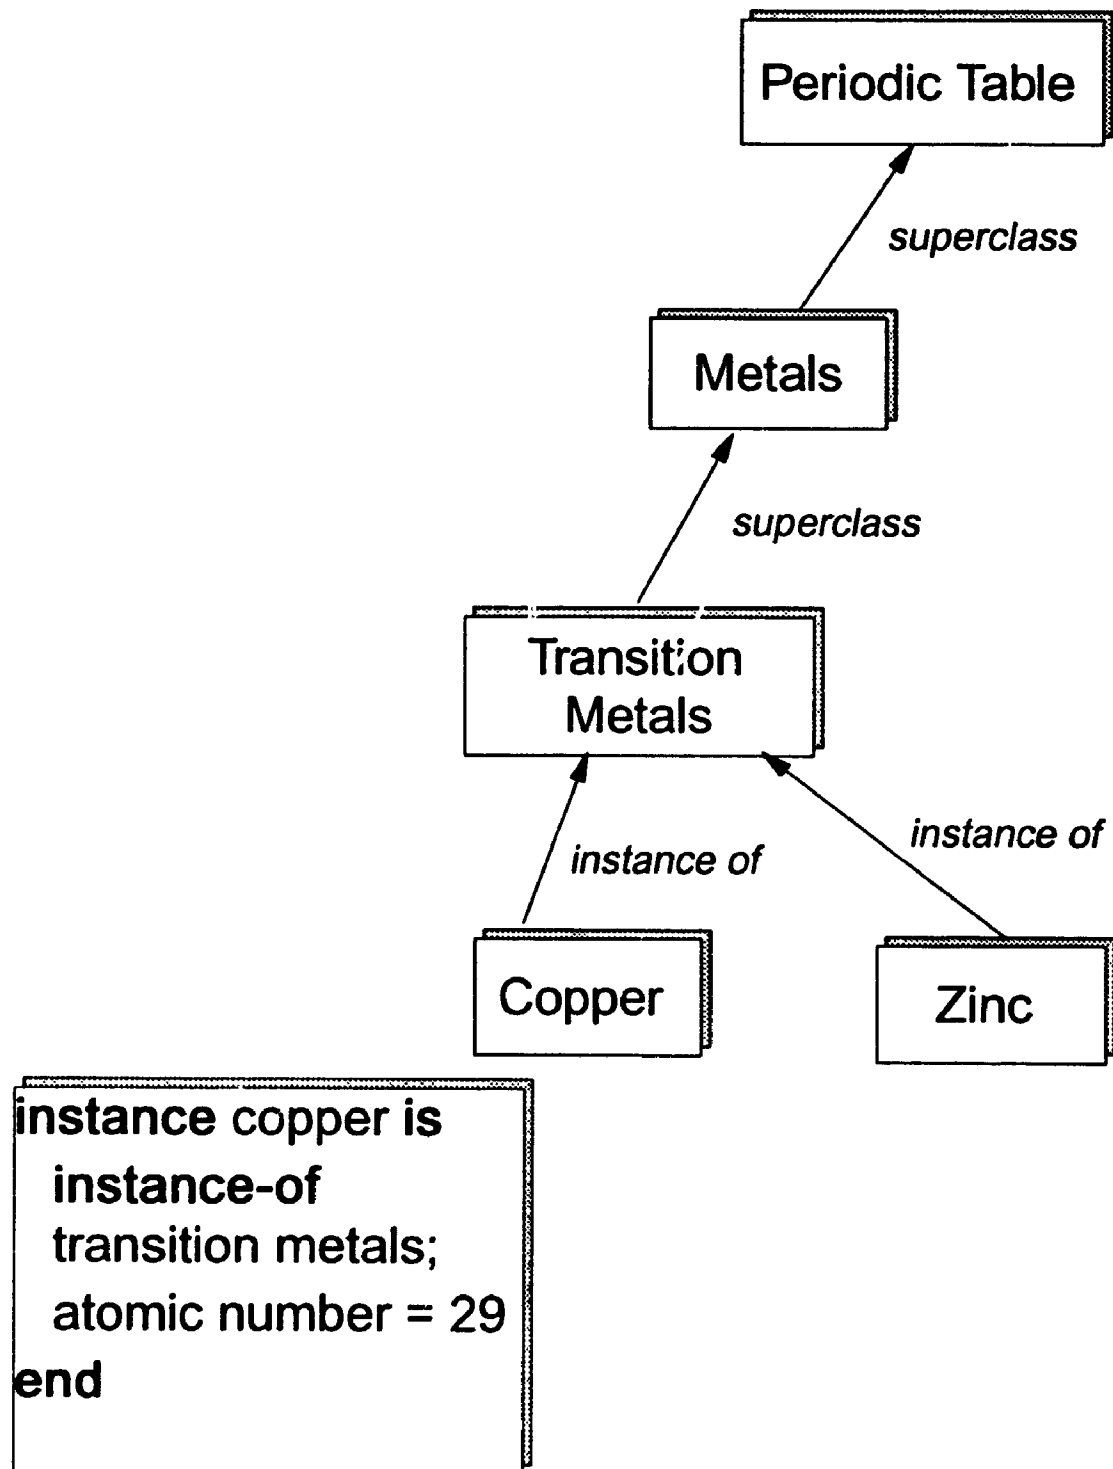 Periodic Table
superclass
Metals
superclass
Transition
Metals
instance of
instance of
Copper
Zinc
instance copper is
instance-of
transition metals;
atomic number = 29
end